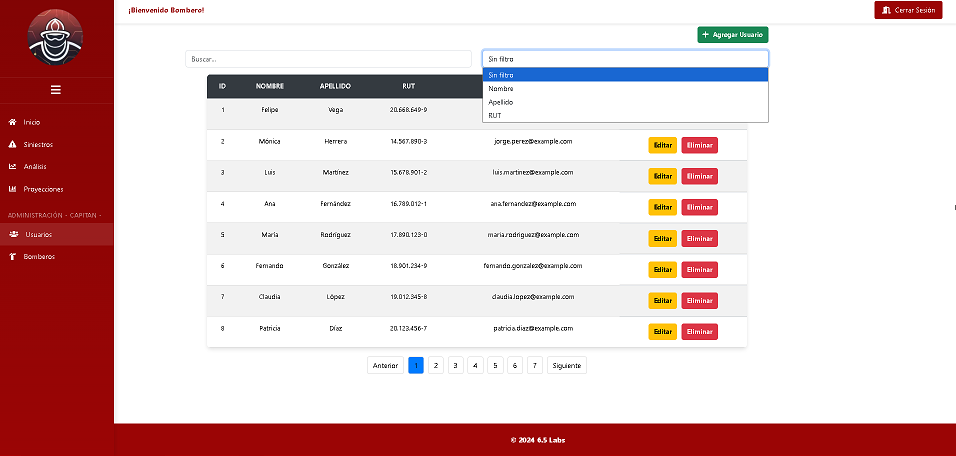 ¡Bienvenido Bombero!
Cerrar Sesión
Inicio
Siniestros
Análisis
Proyecciones
ADMINISTRACIÓN - CAPITAN -
Usuarios
Bomberos
+ Agregar Usuario
Buscar...
Sin filtro
Sin filtro
Nombre
Apellido
RUT
ID NOMBRE APELLIDO RUT
1 Felipe Vega 20.668.649-9
2 Mónica Herrera 14.567.890-3 jorge.perez@example.com Editar Eliminar
3 Luis Martínez 15.678.901-2 luis.martinez@example.com Editar Eliminar
4 Ana Fernández 16.789.012-1 ana.fernandez@example.com Editar Eliminar
5 María Rodríguez 17.890.123-0 maria.rodriguez@example.com Editar Eliminar
6 Fernando González 18.901.234-9 fernando.gonzalez@example.com Editar Eliminar
7 Claudia López 19.012.345-8 claudia.lopez@example.com Editar Eliminar
8 Patricia Díaz 20.123.456-7 patricia.diaz@example.com Editar Eliminar
Anterior 1 2 3 4 5 6 7 Siguiente
© 2024 6.5 Labs